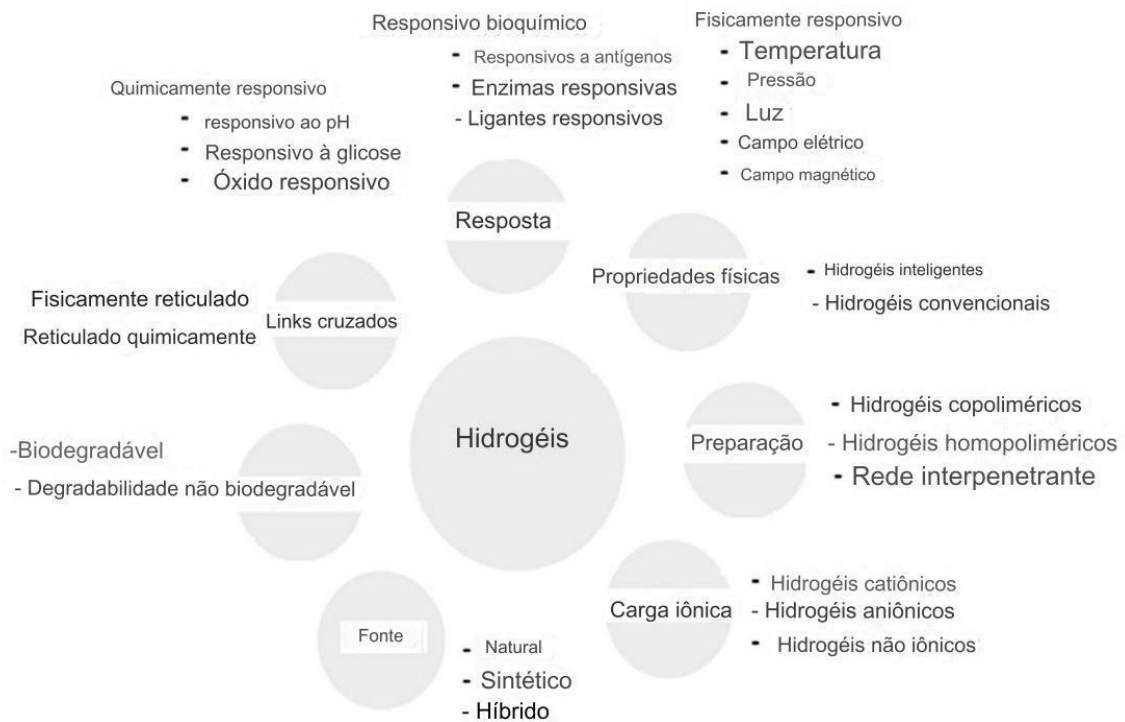 Responsivo bioquímico
- Responsivos a antígenos
- Enzimas responsivas
- Ligantes responsivos
Fisicamente responsivo
- Temperatura
- Pressão
- Luz
- Campo elétrico
- Campo magnético
Quimicamente responsivo
- responsivo ao pH
- Responsivo à glicose
- Óxido responsivo
Resposta
Propriedades físicas
- Hidrogéis inteligentes
- Hidrogéis convencionais
Fisicamente reticulado
Reticulado quimicamente
Links cruzados
Hidrogéis
Preparação
- Hidrogéis copoliméricos
- Hidrogéis homopoliméricos
- Rede interpenetrante
-Biodegradável
- Degradabilidade não biodegradável
Carga iônica
- Hidrogéis catiônicos
- Hidrogéis aniônicos
- Hidrogéis não iônicos
Fonte
- Natural
- Sintético
- Híbrido